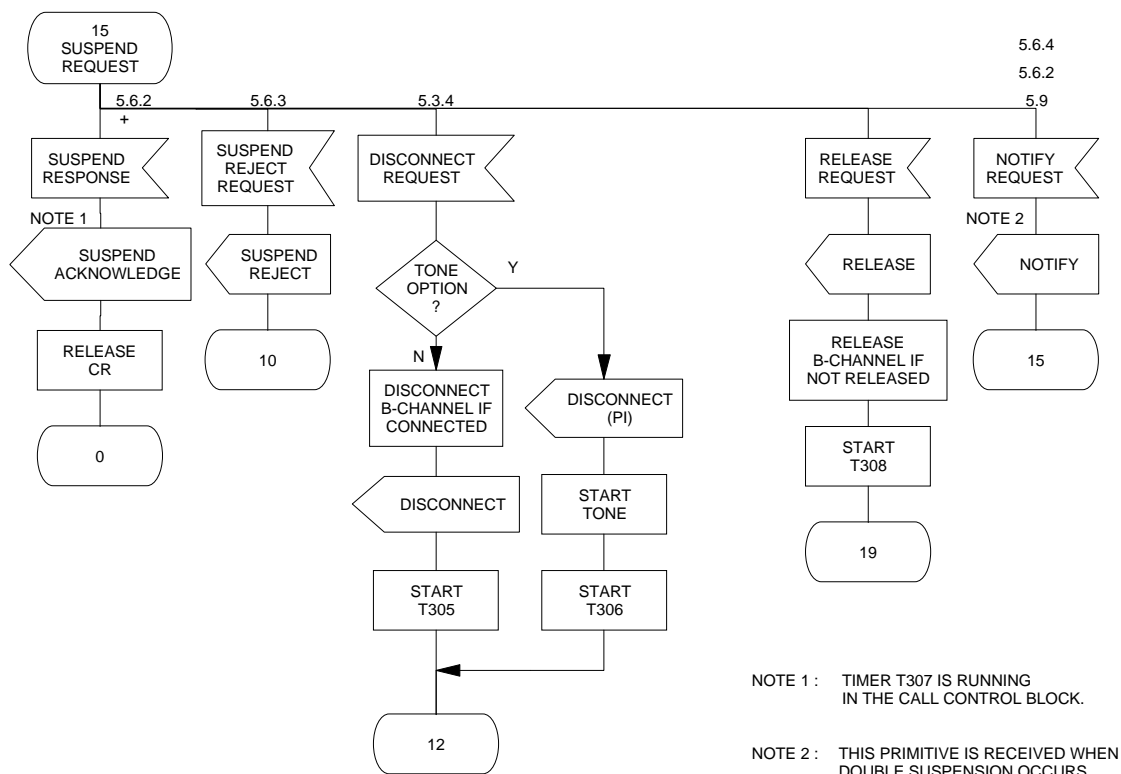 15
SUSPEND
REQUEST
5.6.4
5.6.2
5.6.2
5.6.3
5.3.4
5.9
+
SUSPEND
RESPONSE
SUSPEND
REJECT
REQUEST
DISCONNECT
REQUEST
RELEASE
REQUEST
NOTIFY
REQUEST
NOTE 1
NOTE 2
SUSPEND
ACKNOWLEDGE
SUSPEND
REJECT
TONE
OPTION
?
Y
N
RELEASE
NOTIFY
RELEASE
CR
10
RELEASE
B-CHANNEL IF
NOT RELEASED
15
DISCONNECT
B-CHANNEL IF
CONNECTED
DISCONNECT
(PI)
0
START
T308
DISCONNECT
START
TONE
19
START
T305
START
T306
12
NOTE 1 : TIMER T307 IS RUNNING
IN THE CALL CONTROL BLOCK.
NOTE 2 : THIS PRIMITIVE IS RECEIVED WHEN
DOUBLE SUSPENSION OCCURS